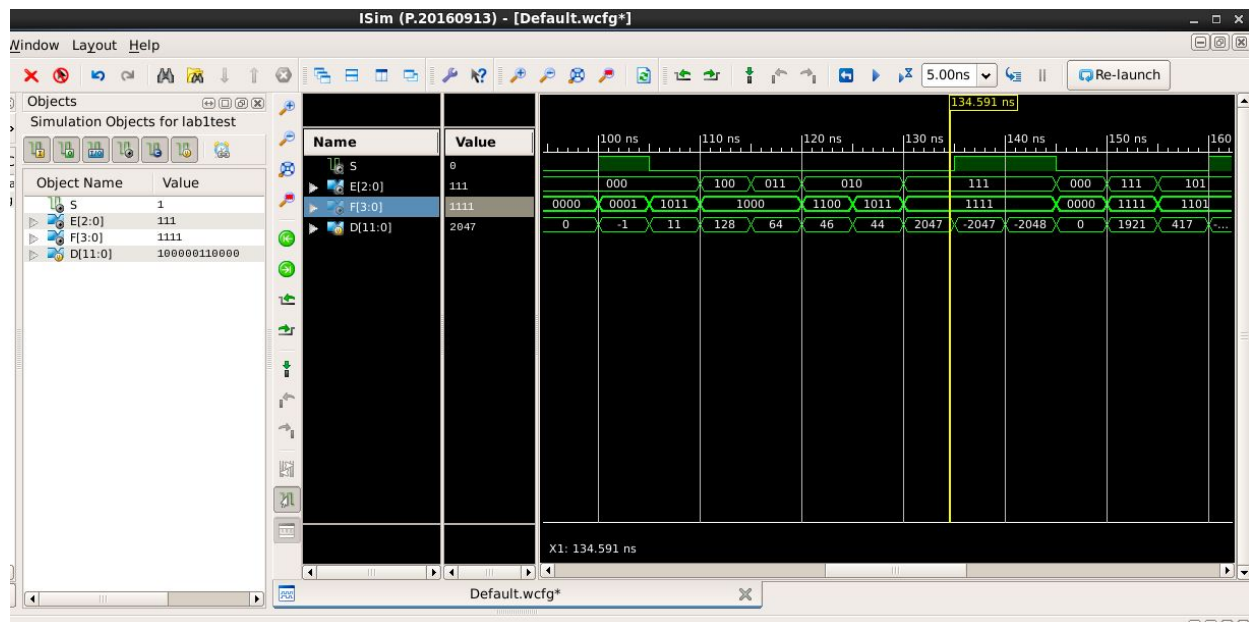 ISim (P.20160913) - [Default.wcfg*]
Window Layout Help
5.00ns
Re-launch
Objects
Simulation Objects for lab1test
Object Name Value
S 1
E[2:0] 111
F[3:0] 1111
D[11:0] 100000110000
Name Value
S 0
E[2:0] 111
F[3:0] 1111
D[11:0] 2047
134.591 ns
100 ns 110 ns 120 ns 130 ns 140 ns 150 ns 160
000 100 011 010 111 000 111 101
0000 0001 1011 1000 1100 1011 1111 0000 1111 1101
0 -1 11 128 64 46 44 2047 -2047 -2048 0 1921 417 -...
X1: 134.591 ns
Default.wcfg*